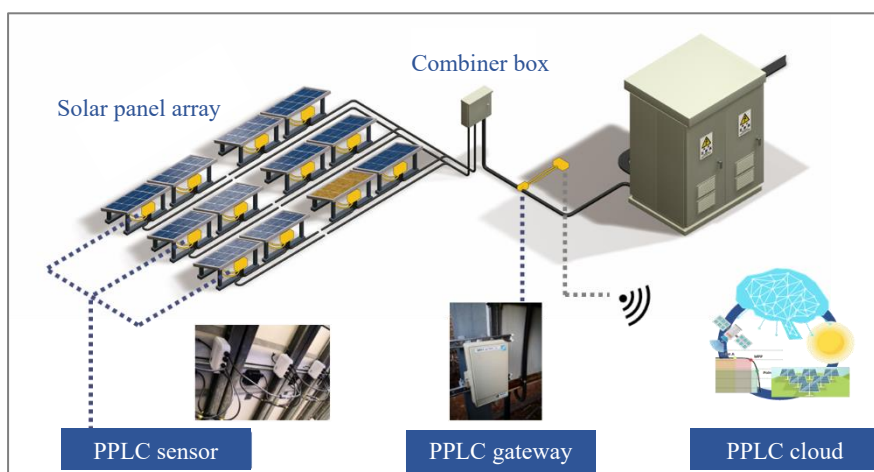 Combiner box
Solar panel array
PPLC sensor
PPLC gateway
PPLC cloud